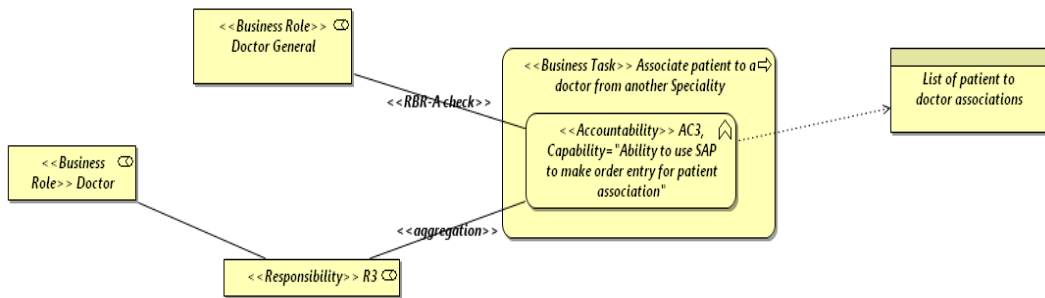 <<Business Role>>
Doctor General
<<Business Task>> Associate patient to a
doctor from another Speciality
List of patient to
doctor associations
<<RBR-A check>>
<<Accountability>> AC3,
Capability="Ability to use SAP
to make order entry for patient
association"
<<Business
Role>> Doctor
<<aggregation>>
<<Responsibility>> R3